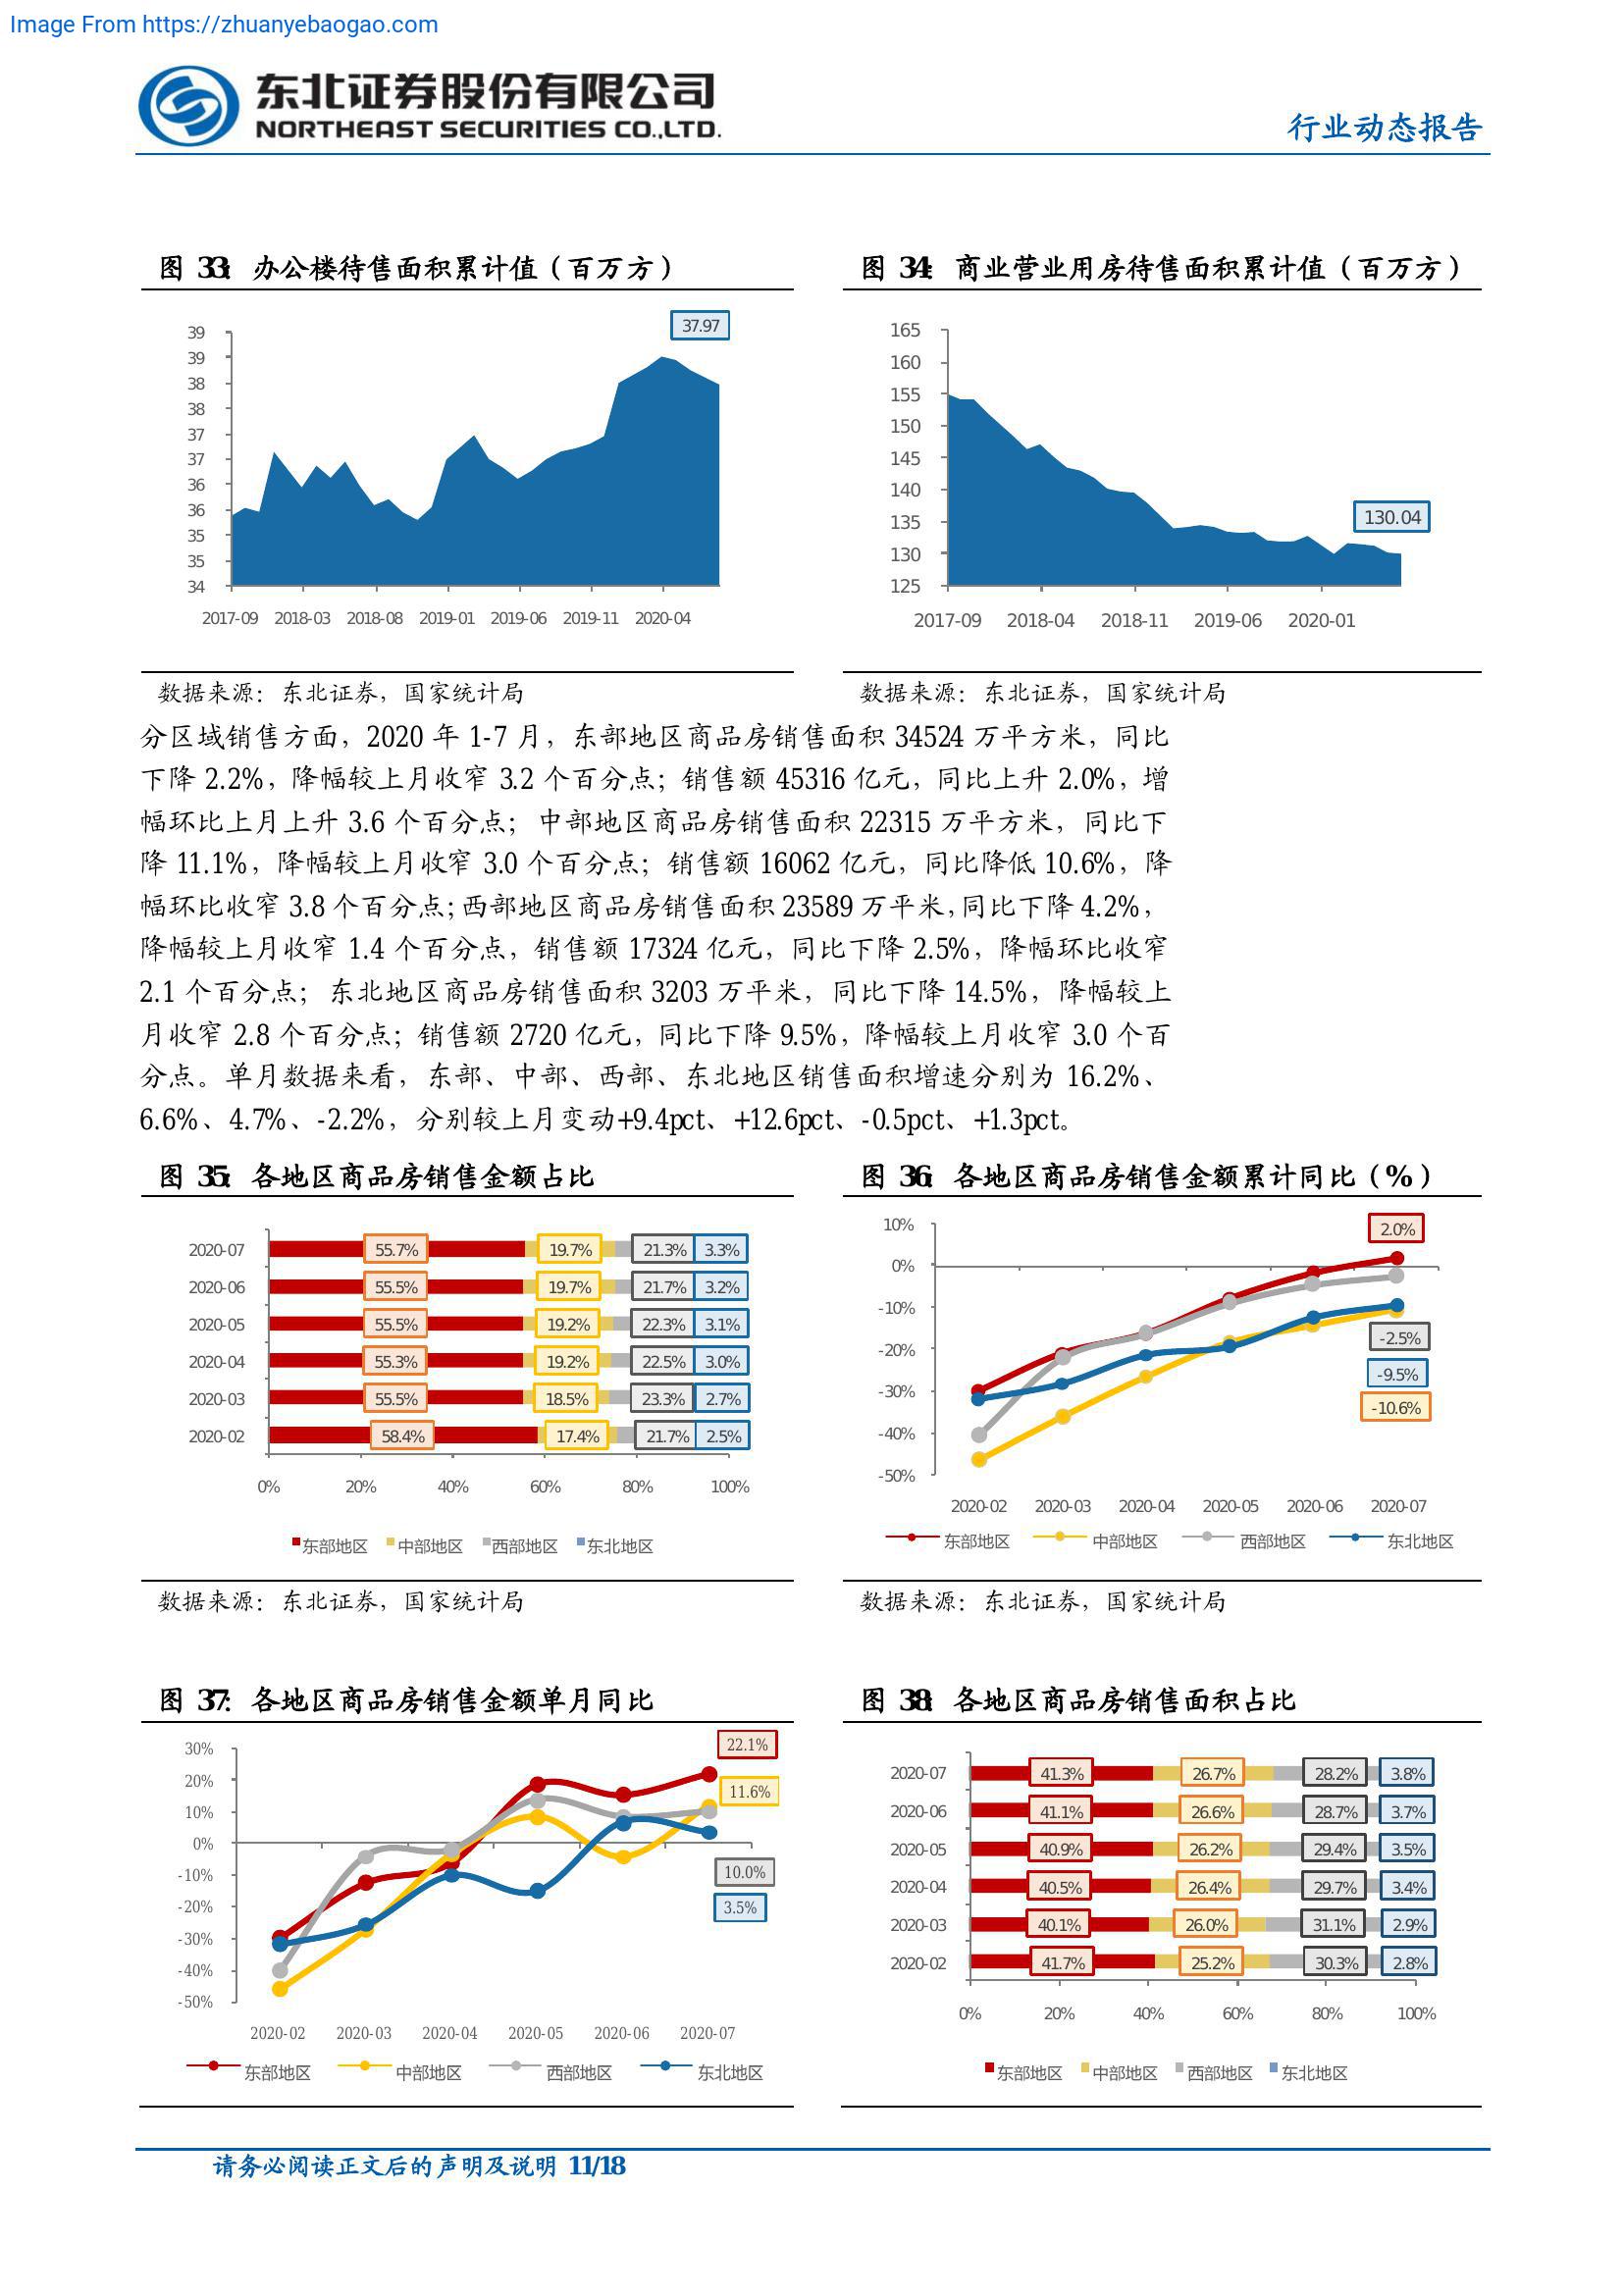 Image From https://zhuanyebaogao.com
东北证券股份有限公司
NORTHEAST SECURITIES CO.,LTD.
行业动态报告
图 33: 办公楼待售面积累计值（百万方）
37.97
39
39
38
38
37
37
36
36
35
35
34
2017-09 2018-03 2018-08 2019-01 2019-06 2019-11 2020-04
数据来源：东北证券，国家统计局
图 34: 商业营业用房待售面积累计值（百万方）
165
160
155
150
145
140
135
130
125
130.04
2017-09 2018-04 2018-11 2019-06 2020-01
数据来源：东北证券，国家统计局
分区域销售方面，2020 年 1-7 月，东部地区商品房销售面积 34524 万平方米，同比
下降 2.2%，降幅较上月收窄 3.2 个百分点；销售额 45316 亿元，同比上升 2.0%，增
幅环比上月上升 3.6 个百分点；中部地区商品房销售面积 22315 万平方米，同比下
降 11.1%，降幅较上月收窄 3.0 个百分点；销售额 16062 亿元，同比降低 10.6%，降
幅环比收窄 3.8 个百分点；西部地区商品房销售面积 23589 万平米，同比下降 4.2%，
降幅较上月收窄 1.4 个百分点，销售额 17324 亿元，同比下降 2.5%，降幅环比收窄
2.1 个百分点；东北地区商品房销售面积 3203 万平米，同比下降 14.5%，降幅较上
月收窄 2.8 个百分点；销售额 2720 亿元，同比下降 9.5%，降幅较上月收窄 3.0 个百
分点。单月数据来看，东部、中部、西部、东北地区销售面积增速分别为 16.2%、
6.6%、4.7%、-2.2%，分别较上月变动+9.4pct、+12.6pct、-0.5pct、+1.3pct。
图 35: 各地区商品房销售金额占比
2020-07 55.7% 19.7% 21.3% 3.3%
2020-06 55.5% 19.7% 21.7% 3.2%
2020-05 55.5% 19.2% 22.3% 3.1%
2020-04 55.3% 19.2% 22.5% 3.0%
2020-03 55.5% 18.5% 23.3% 2.7%
2020-02 58.4% 17.4% 21.7% 2.5%
0% 20% 40% 60% 80% 100%
东部地区 中部地区 西部地区 东北地区
数据来源：东北证券，国家统计局
图 36: 各地区商品房销售金额累计同比（%）
10%
0%
-10%
-20%
-30%
-40%
-50%
2.0%
-2.5%
-9.5%
-10.6%
2020-02 2020-03 2020-04 2020-05 2020-06 2020-07
东部地区 中部地区 西部地区 东北地区
数据来源：东北证券，国家统计局
图 37: 各地区商品房销售金额单月同比
30%
20%
10%
0%
-10%
-20%
-30%
-40%
-50%
22.1%
11.6%
10.0%
3.5%
2020-02 2020-03 2020-04 2020-05 2020-06 2020-07
东部地区 中部地区 西部地区 东北地区
图 38: 各地区商品房销售面积占比
2020-07 41.3% 26.7% 28.2% 3.8%
2020-06 41.1% 26.6% 28.7% 3.7%
2020-05 40.9% 26.2% 29.4% 3.5%
2020-04 40.5% 26.4% 29.7% 3.4%
2020-03 40.1% 26.0% 31.1% 2.9%
2020-02 41.7% 25.2% 30.3% 2.8%
0% 20% 40% 60% 80% 100%
东部地区 中部地区 西部地区 东北地区
请务必阅读正文后的声明及说明 11/18